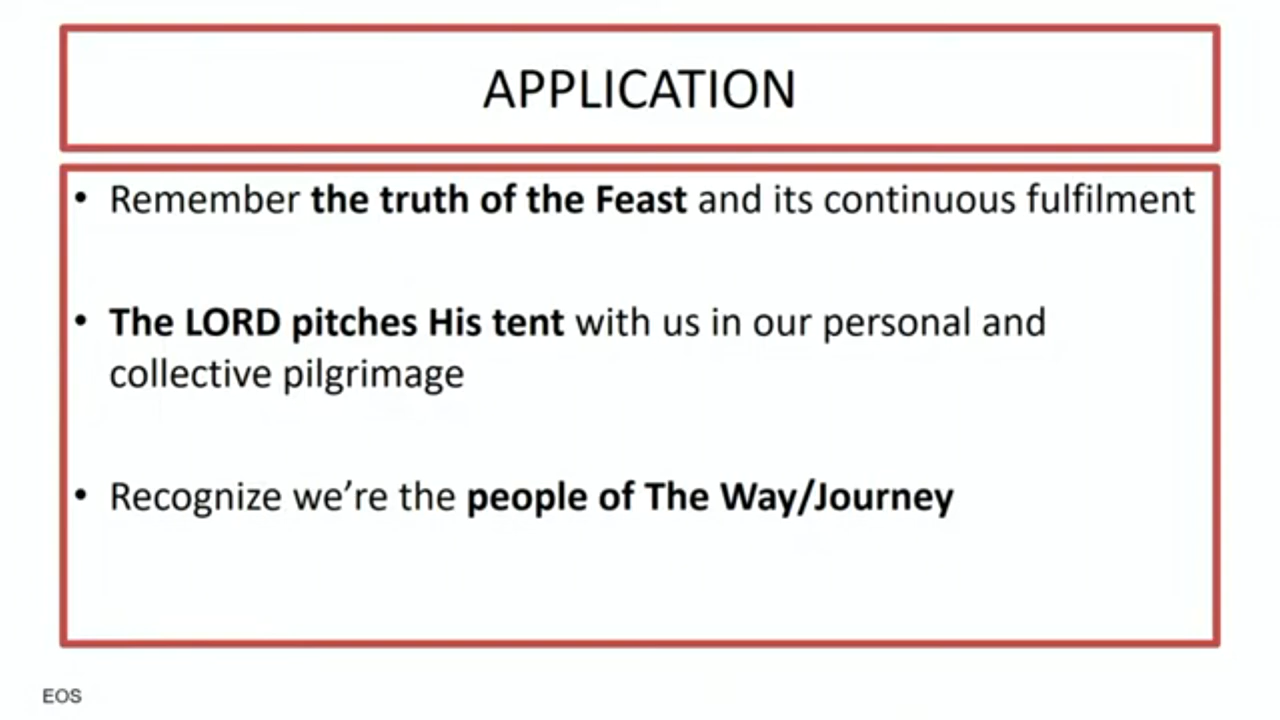 APPLICATION
• Remember the truth of the Feast and its continuous fulfilment
• The LORD pitches His tent with us in our personal and
collective pilgrimage
• Recognize we’re the people of The Way/Journey
EOS